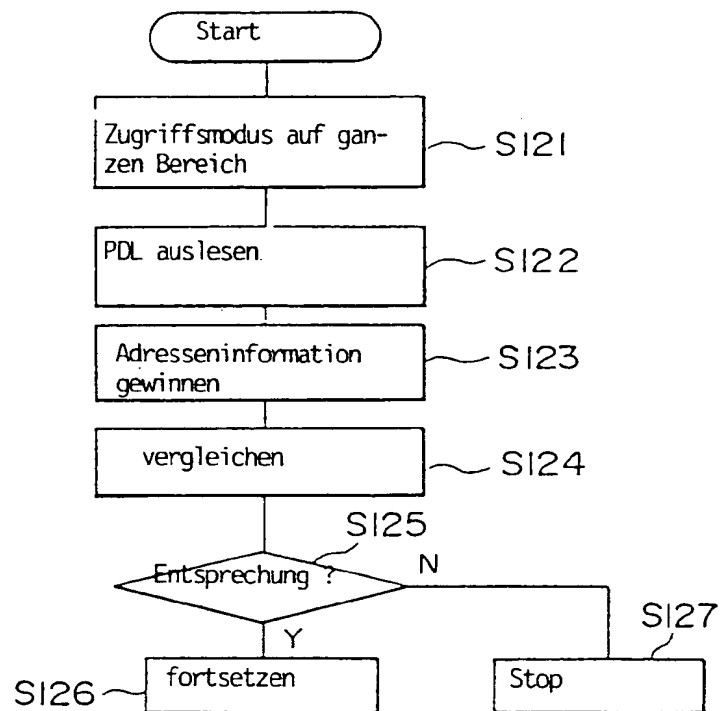 Start
Zugriffsmodus auf gan-
zen Bereich
S121
PDL auslesen.
S122
Adresseninformation
gewinnen
S123
vergleichen
S124
S125
Entsprechung ?
N
Y
S127
fortsetzen
S126
Stop